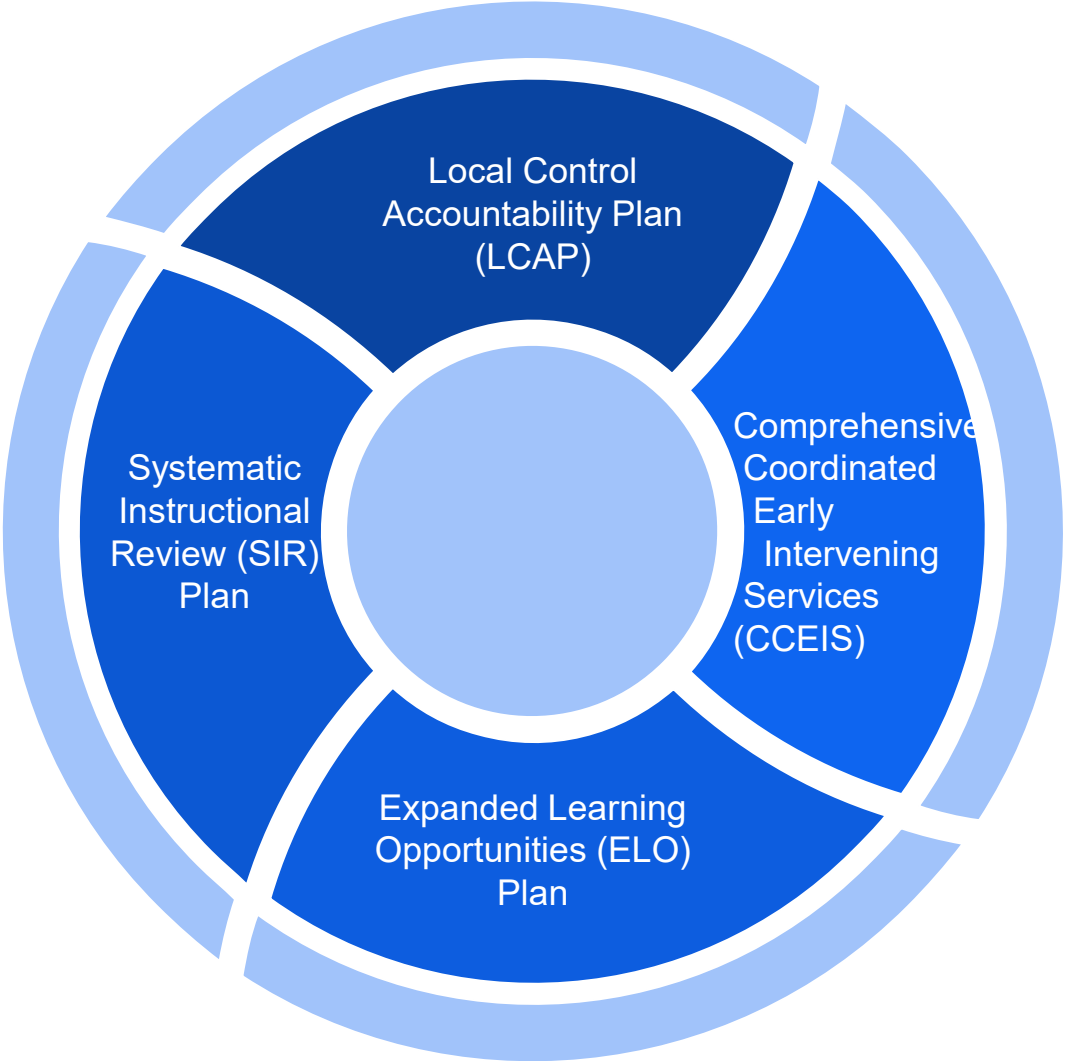 Local Control
Accountability Plan
(LCAP)
Comprehensive
Coordinated
Early
Intervening
Services
(CCEIS)
Expanded Learning
Opportunities (ELO)
Plan
Systematic
Instructional
Review (SIR)
Plan